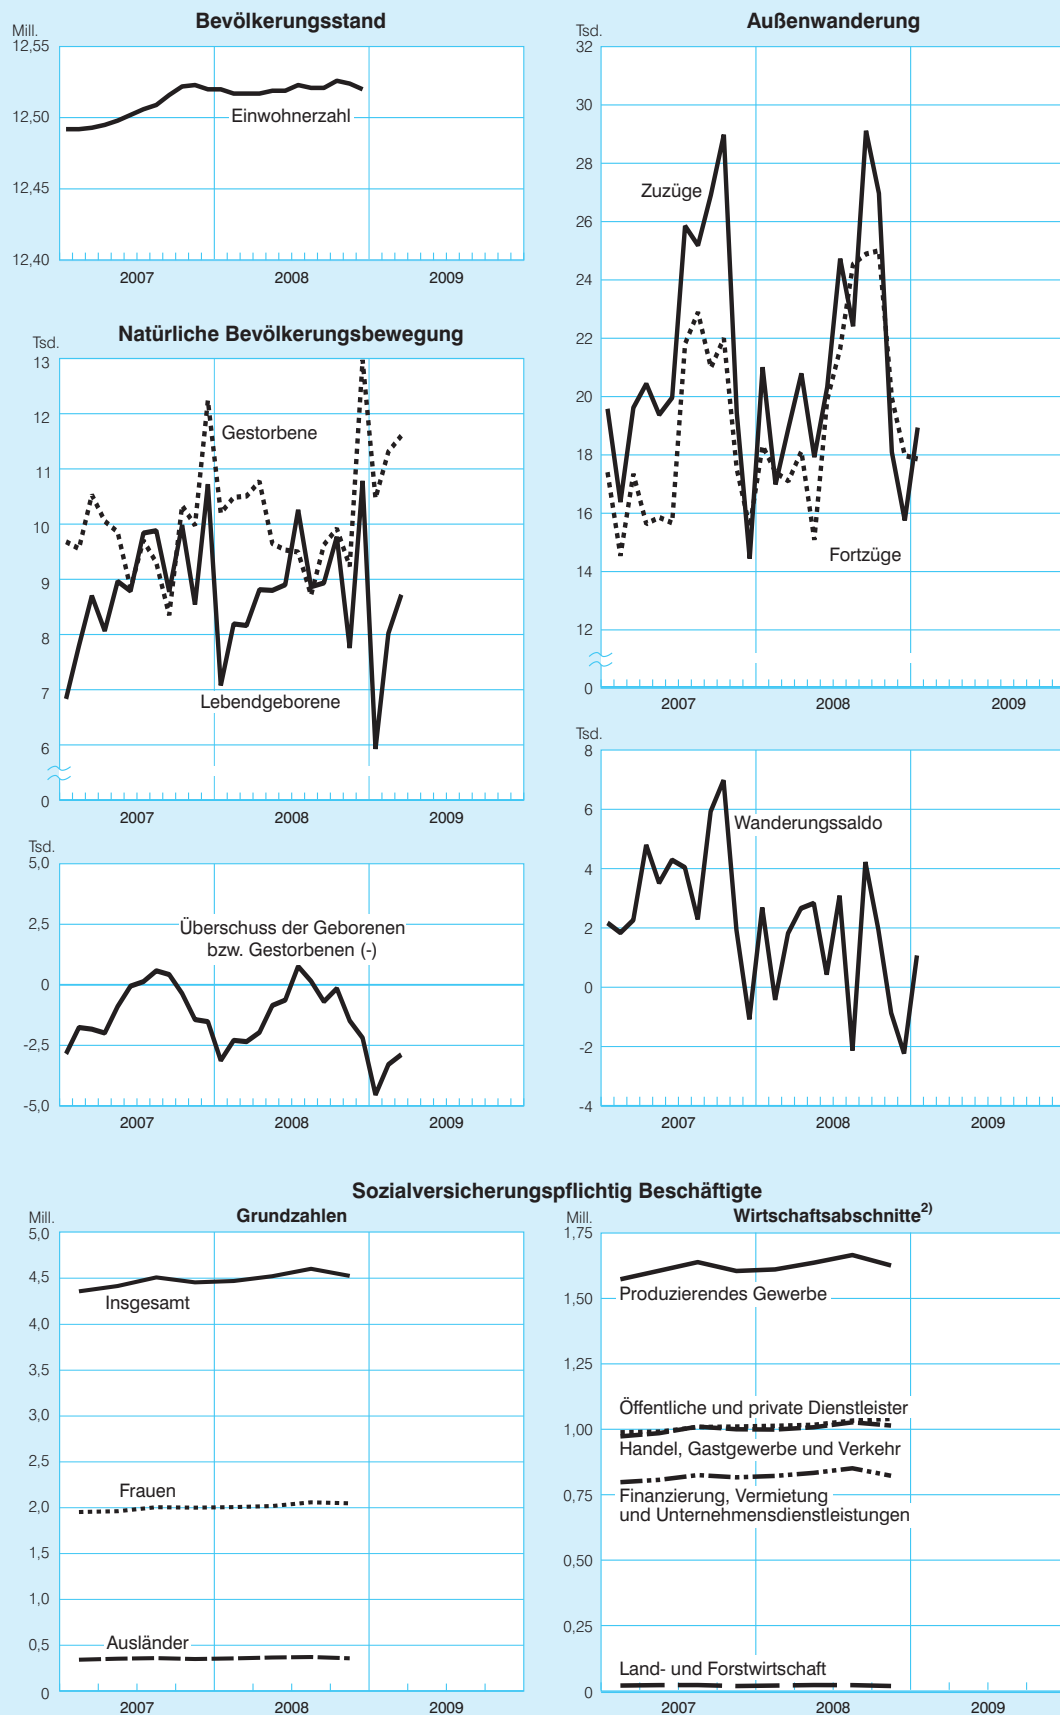 Bevölkerungsstand
Mill.
12,55
12,50
12,45
12,40
Einwohnerzahl
2007 2008 2009
Natürliche Bevölkerungsbewegung
Tsd.
13
12
11
10
9
8
7
6
0
Gestorbene
Lebendgeborene
2007 2008 2009
Tsd.
5,0
2,5
0
-2,5
-5,0
Überschuss der Geborenen
bzw. Gestorbenen (-)
2007 2008 2009
Außenwanderung
Tsd.
32
30
28
26
24
22
20
18
16
14
12
0
Zuzüge
Fortzüge
2007 2008 2009
Tsd.
8
6
4
2
0
-2
-4
Wanderungssaldo
2007 2008 2009
Sozialversicherungspflichtig Beschäftigte
Grundzahlen
Mill.
5,0
4,5
4,0
3,5
3,0
2,5
2,0
1,5
1,0
0,5
0
Insgesamt
Frauen
Ausländer
2007 2008 2009
Wirtschaftsabschnitte2)
Mill.
1,75
1,50
1,25
1,00
0,75
0,50
0,25
0
Produzierendes Gewerbe
Öffentliche und private Dienstleister
Handel, Gastgewerbe und Verkehr
Finanzierung, Vermietung
und Unternehmensdienstleistungen
Land- und Forstwirtschaft
2007 2008 2009